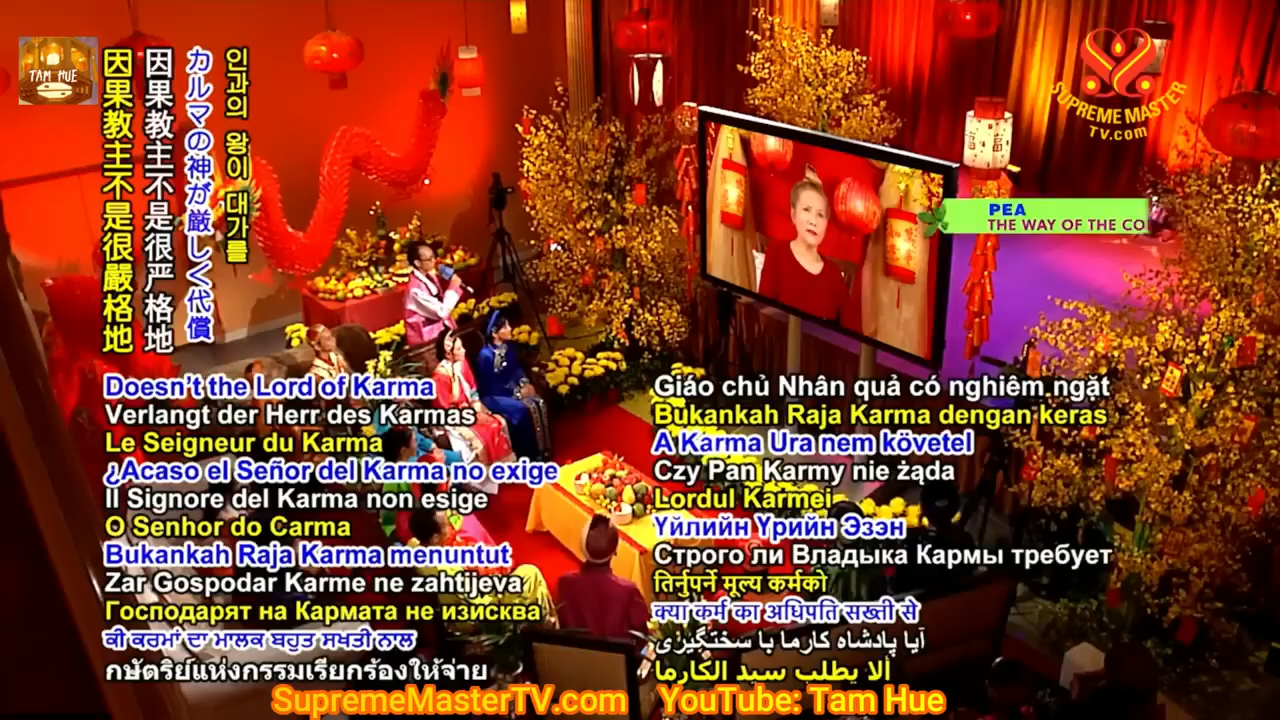 TAM HUE
因果教主不是很嚴格地
因果教主不是很严格地
カルマの神が厳しく代償
인과의 왕이 대가를
SUPREME MASTER
TV.com
PEA
THE WAY OF THE CO
Doesn't the Lord of Karma
Verlangt der Herr des Karmas
Le Seigneur du Karma
¿Acaso el Señor del Karma no exige
Il Signore del Karma non esige
O Senhor do Carma
Bukankah Raja Karma menuntut
Zar Gospodar Karme ne zahtijeva
Господарят на Кармата не изисква
ਕੀ ਕਰਮਾਂ ਦਾ ਮਾਲਕ ਬਹੁਤ ਸਖਤੀ ਨਾਲ
กษัตริย์แห่งกรรมเรียกร้องให้จ่าย
Giáo chủ Nhân quả có nghiêm ngặt
Bukankah Raja Karma dengan keras
A Karma Ura nem követel
Czy Pan Karmy nie żąda
Lordul Karmei
Үйлийн Үрийн Эзэн
Строго ли Владыка Кармы требует
तिर्नुपर्ने मूल्य कर्मको
क्या कर्म का अधिपति सख्ती से
آیا پادشاه کارما با سختگیری
ألا يطلب سيد الكارما
SupremeMasterTV.com YouTube: Tam Hue